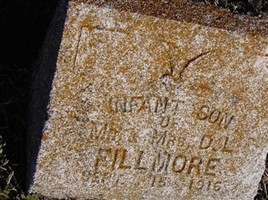 INFANT SON
OF
MR & MRS. D. L.
FILLMORE
1916